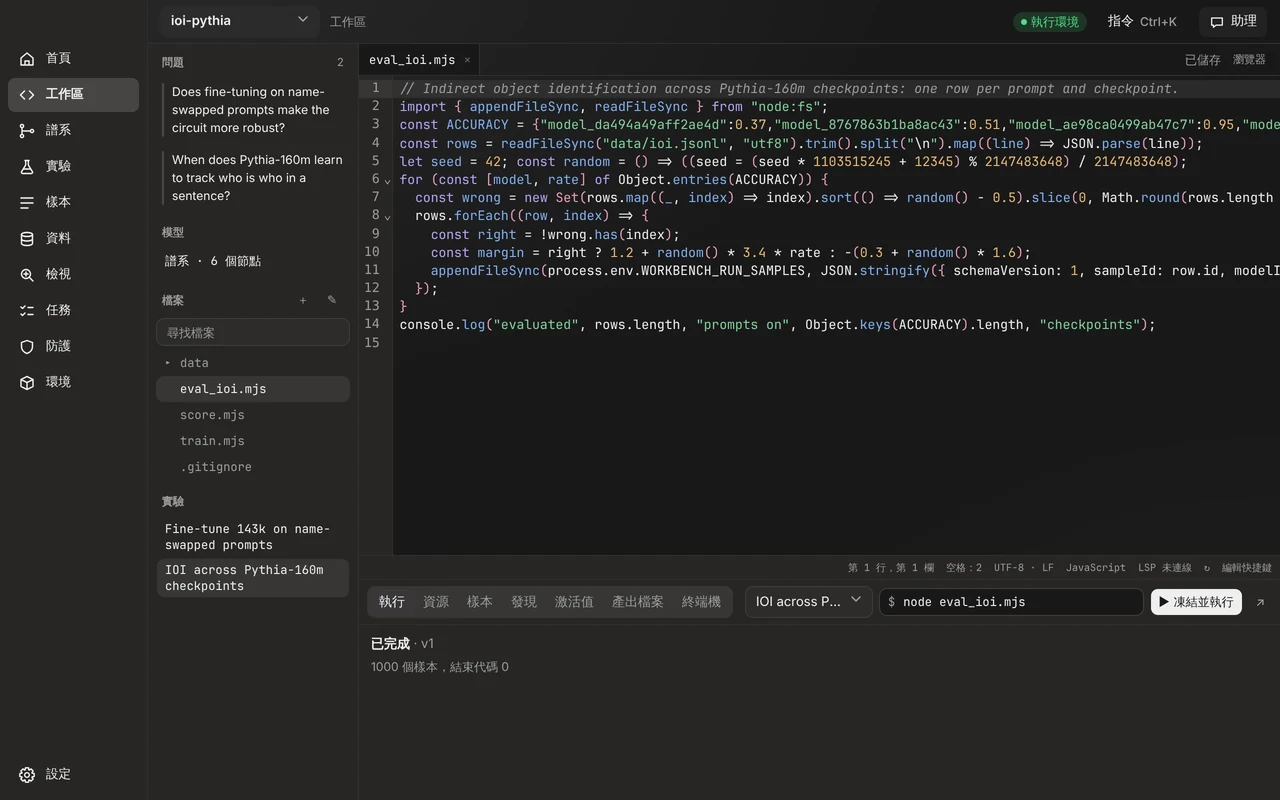 ioi-pythia
工作區
執行環境
指令 Ctrl+K
助理
首頁
工作區
譜系
實驗
樣本
資料
檢視
任務
防護
環境
設定
問題 2
Does fine-tuning on name-
swapped prompts make the
circuit more robust?
When does Pythia-160m learn
to track who is who in a
sentence?
模型
譜系 · 6 個節點
檔案
尋找檔案
data
eval_ioi.mjs
score.mjs
train.mjs
.gitignore
實驗
Fine-tune 143k on name-
swapped prompts
IOI across Pythia-160m
checkpoints
eval_ioi.mjs ×
已儲存 瀏覽器
1 // Indirect object identification across Pythia-160m checkpoints: one row per prompt and checkpoint.
2 import { appendFileSync, readFileSync } from "node:fs";
3 const ACCURACY = {"model_da494a49aff2ae4d":0.37,"model_8767863b1ba8ac43":0.51,"model_ae98ca0499ab47c7":0.95,"mode
4 const rows = readFileSync("data/ioi.jsonl", "utf8").trim().split("\n").map((line) => JSON.parse(line));
5 let seed = 42; const random = () => ((seed = (seed * 1103515245 + 12345) % 2147483648) / 2147483648);
6 for (const [model, rate] of Object.entries(ACCURACY)) {
7 const wrong = new Set(rows.map((_, index) => index).sort(() => random() - 0.5).slice(0, Math.round(rows.length
8 rows.forEach((row, index) => {
9 const right = !wrong.has(index);
10 const margin = right ? 1.2 + random() * 3.4 * rate : -(0.3 + random() * 1.6);
11 appendFileSync(process.env.WORKBENCH_RUN_SAMPLES, JSON.stringify({ schemaVersion: 1, sampleId: row.id, modelI
12 });
13 }
14 console.log("evaluated", rows.length, "prompts on", Object.keys(ACCURACY).length, "checkpoints");
15
第 1 行，第 1 欄 空格：2 UTF-8 · LF JavaScript LSP 未連線 ↻ 編輯快捷鍵
執行 資源 樣本 發現 激活值 產出檔案 終端機
IOI across P...
$ node eval_ioi.mjs
▶ 凍結並執行 ↗
已完成 · v1
1000 個樣本，結束代碼 0